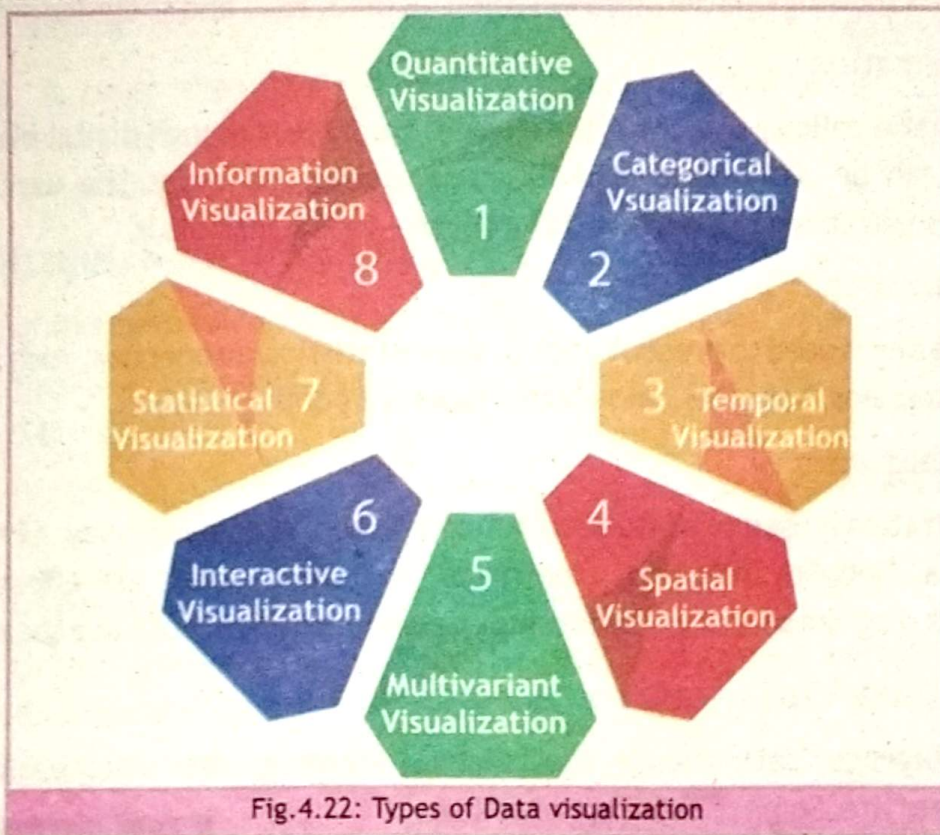 Quantitative
Visualization
1
Categorical
Vsualization
2
3 Temporal
Visualization
4
Spatial
Visualization
5
Multivariant
Visualization
6
Interactive
Visualization
Statistical 7
Visualization
Information
Visualization
8
Fig.4.22: Types of Data visualization